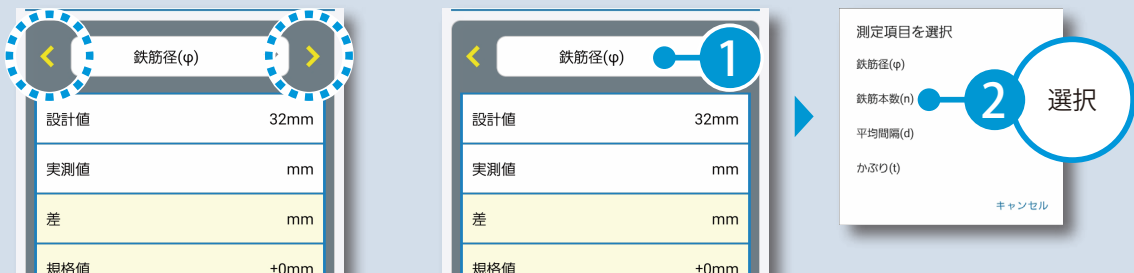 鉄筋径(φ)
設計値 32mm
実測値 mm
差 mm
規格値 ±0mm
鉄筋径(φ)
1
設計値 32mm
実測値 mm
差 mm
規格値 ±0mm
測定項目を選択
鉄筋径(φ)
鉄筋本数(n)
2
選択
平均間隔(d)
かぶり(t)
キャンセル